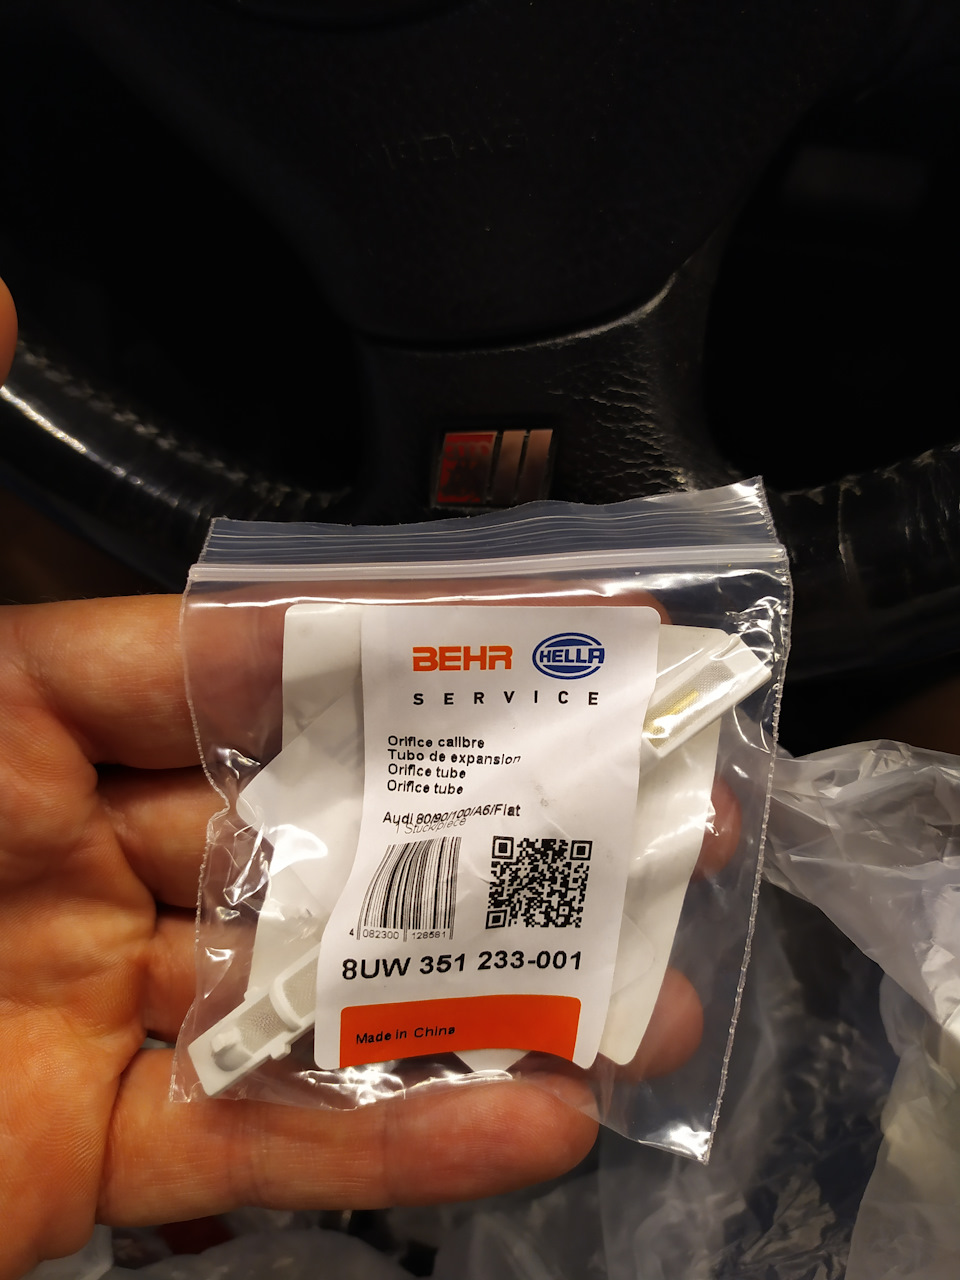 BEHR HELLA
SERVICE
Orifice calibre
Tubo de expansion
Orifice tube
Orifice tube
Audi 80/90/100/A6/Fiat
1 Stück/piece
4 082300 128581
8UW 351 233-001
Made in China